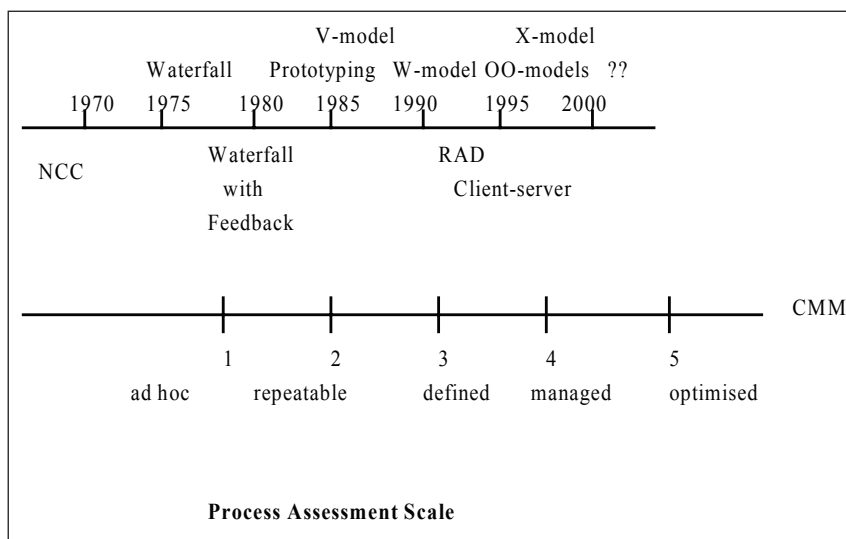 V-model X-model
Waterfall Prototyping W-model OO-models ??
1970 1975 1980 1985 1990 1995 2000
Waterfall RAD
NCC
with Client-server
Feedback
CMM
1 2 3 4 5
ad hoc repeatable defined managed optimised
Process Assessment Scale